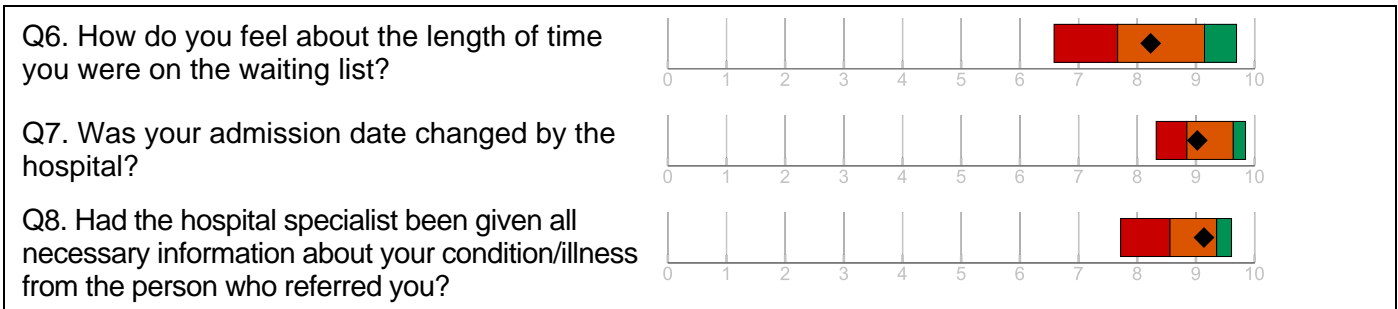 Q6. How do you feel about the length of time
you were on the waiting list?
0 1 2 3 4 5 6 7 8 9 10
Q7. Was your admission date changed by the
hospital?
0 1 2 3 4 5 6 7 8 9 10
Q8. Had the hospital specialist been given all
necessary information about your condition/illness
from the person who referred you?
0 1 2 3 4 5 6 7 8 9 10